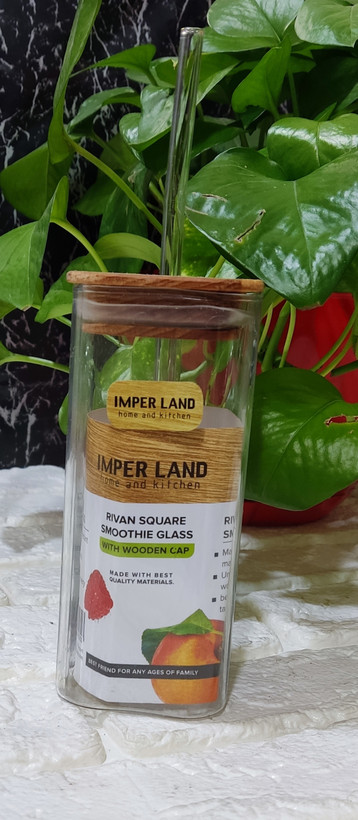 IMPER LAND
home and kitchen
IMPER LAND
home and kitchen
RIVAN SQUARE
SMOOTHIE GLASS
WITH WOODEN CAP
MADE WITH BEST
QUALITY MATERIALS.
BEST FRIEND FOR ANY AGES OF FAMILY